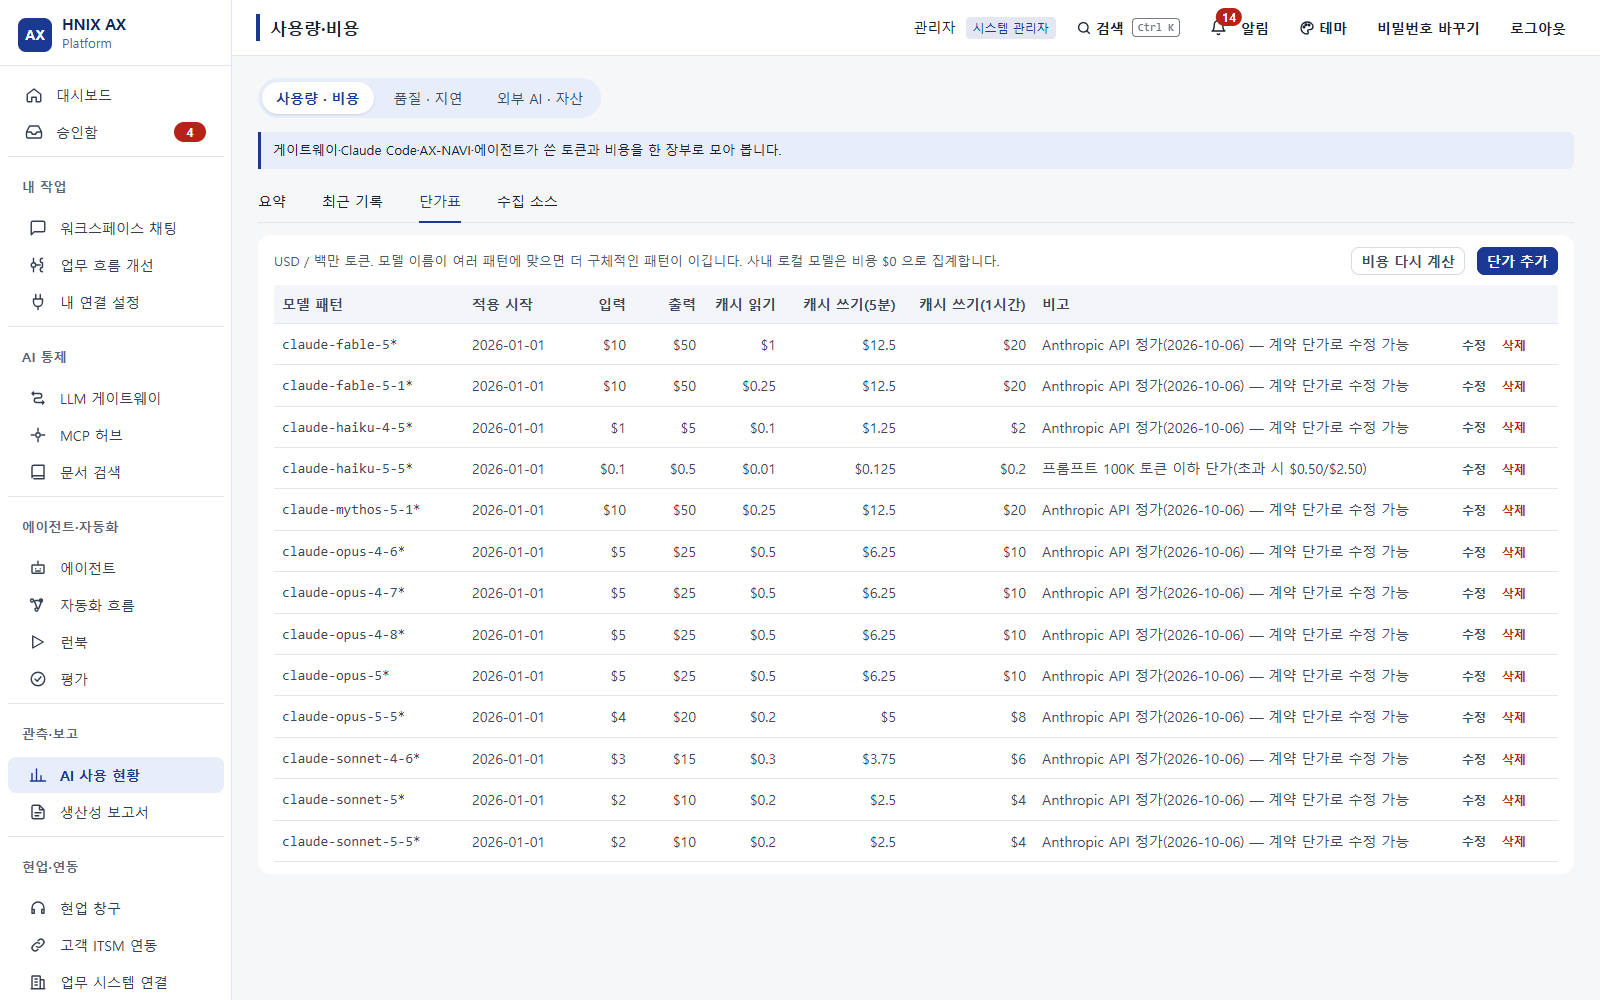 AX
HNIX AX
Platform
대시보드
승인함 4
내 작업
워크스페이스 채팅
업무 흐름 개선
내 연결 설정
AI 통제
LLM 게이트웨이
MCP 허브
문서 검색
에이전트·자동화
에이전트
자동화 흐름
런북
평가
관측·보고
AI 사용 현황
생산성 보고서
현업·연동
현업 창구
고객 ITSM 연동
업무 시스템 연결
사용량·비용
관리자 시스템 관리자 검색 Ctrl K 14 알림 테마 비밀번호 바꾸기 로그아웃
사용량 · 비용 품질 · 지연 외부 AI · 자산
게이트웨이·Claude Code·AX-NAVI·에이전트가 쓴 토큰과 비용을 한 장부로 모아 봅니다.
요약 최근 기록 단가표 수집 소스
USD / 백만 토큰. 모델 이름이 여러 패턴에 맞으면 더 구체적인 패턴이 이깁니다. 사내 로컬 모델은 비용 $0 으로 집계합니다. 비용 다시 계산 단가 추가
모델 패턴 적용 시작 입력 출력 캐시 읽기 캐시 쓰기(5분) 캐시 쓰기(1시간) 비고
claude-fable-5* 2026-01-01 $10 $50 $1 $12.5 $20 Anthropic API 정가(2026-10-06) — 계약 단가로 수정 가능 수정 삭제
claude-fable-5-1* 2026-01-01 $10 $50 $0.25 $12.5 $20 Anthropic API 정가(2026-10-06) — 계약 단가로 수정 가능 수정 삭제
claude-haiku-4-5* 2026-01-01 $1 $5 $0.1 $1.25 $2 Anthropic API 정가(2026-10-06) — 계약 단가로 수정 가능 수정 삭제
claude-haiku-5-5* 2026-01-01 $0.1 $0.5 $0.01 $0.125 $0.2 프롬프트 100K 토큰 이하 단가(초과 시 $0.50/$2.50) 수정 삭제
claude-mythos-5-1* 2026-01-01 $10 $50 $0.25 $12.5 $20 Anthropic API 정가(2026-10-06) — 계약 단가로 수정 가능 수정 삭제
claude-opus-4-6* 2026-01-01 $5 $25 $0.5 $6.25 $10 Anthropic API 정가(2026-10-06) — 계약 단가로 수정 가능 수정 삭제
claude-opus-4-7* 2026-01-01 $5 $25 $0.5 $6.25 $10 Anthropic API 정가(2026-10-06) — 계약 단가로 수정 가능 수정 삭제
claude-opus-4-8* 2026-01-01 $5 $25 $0.5 $6.25 $10 Anthropic API 정가(2026-10-06) — 계약 단가로 수정 가능 수정 삭제
claude-opus-5* 2026-01-01 $5 $25 $0.5 $6.25 $10 Anthropic API 정가(2026-10-06) — 계약 단가로 수정 가능 수정 삭제
claude-opus-5-5* 2026-01-01 $4 $20 $0.2 $5 $8 Anthropic API 정가(2026-10-06) — 계약 단가로 수정 가능 수정 삭제
claude-sonnet-4-6* 2026-01-01 $3 $15 $0.3 $3.75 $6 Anthropic API 정가(2026-10-06) — 계약 단가로 수정 가능 수정 삭제
claude-sonnet-5* 2026-01-01 $2 $10 $0.2 $2.5 $4 Anthropic API 정가(2026-10-06) — 계약 단가로 수정 가능 수정 삭제
claude-sonnet-5-5* 2026-01-01 $2 $10 $0.2 $2.5 $4 Anthropic API 정가(2026-10-06) — 계약 단가로 수정 가능 수정 삭제